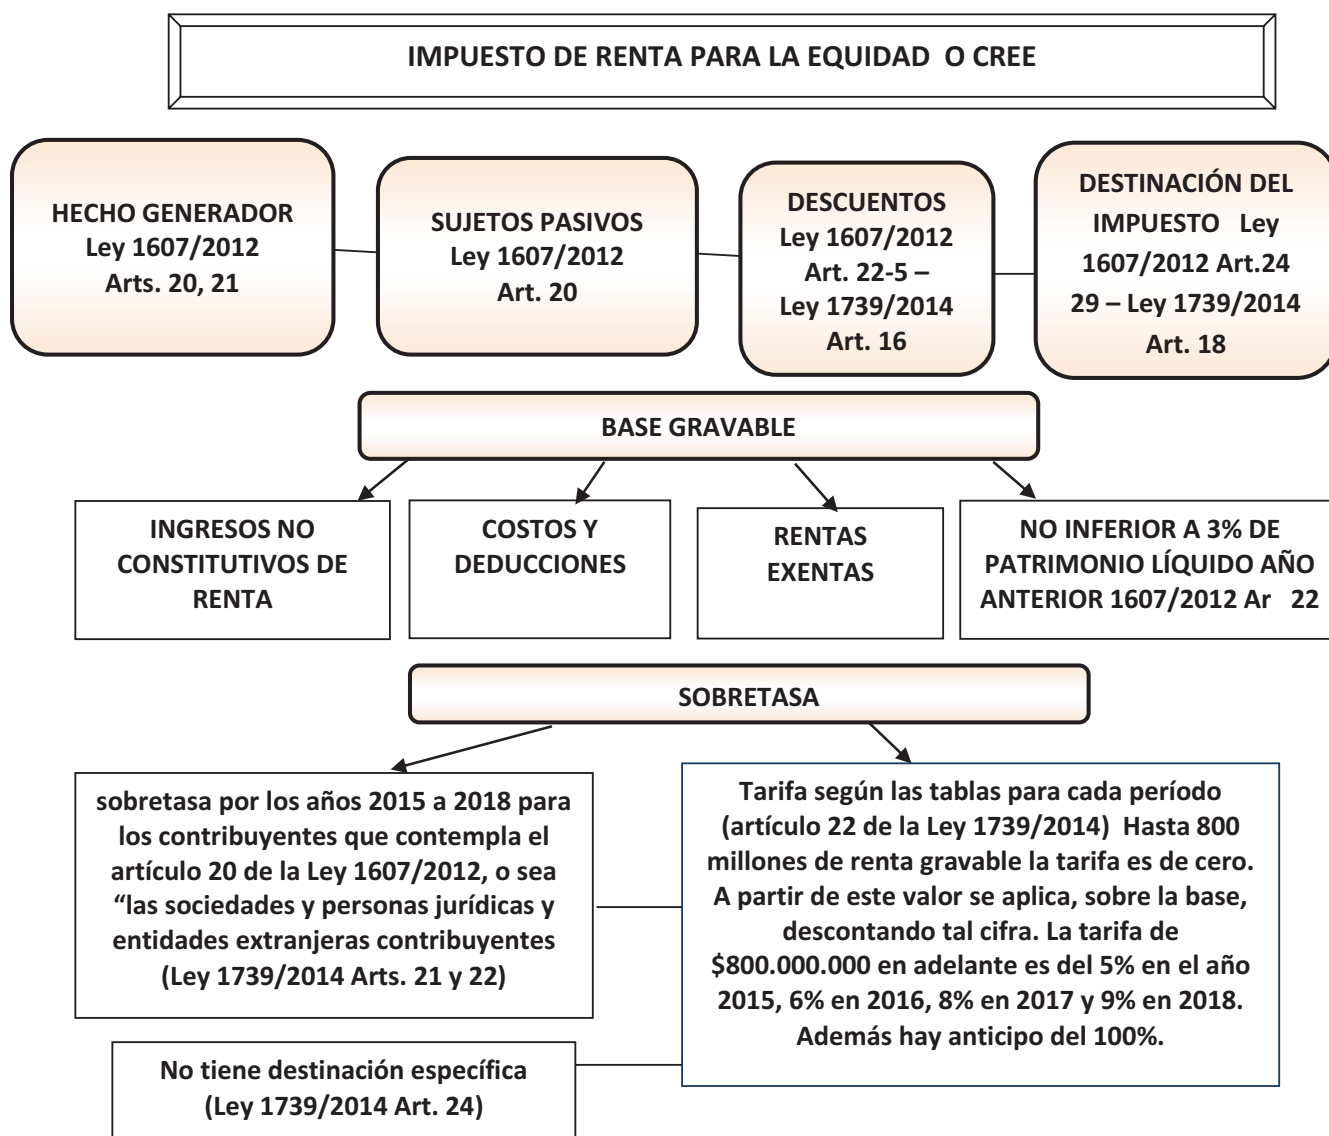 IMPUESTO DE RENTA PARA LA EQUIDAD O CREE
HECHO GENERADOR
Ley 1607/2012
Arts. 20, 21
SUJETOS PASIVOS
Ley 1607/2012
Art. 20
DESCUENTOS
Ley 1607/2012
Art. 22-5 –
Ley 1739/2014
Art. 16
DESTINACIÓN DEL
IMPUESTO Ley
1607/2012 Art.24
29 – Ley 1739/2014
Art. 18
BASE GRAVABLE
INGRESOS NO
CONSTITUTIVOS DE
RENTA
COSTOS Y
DEDUCCIONES
RENTAS
EXENTAS
NO INFERIOR A 3% DE
PATRIMONIO LÍQUIDO AÑO
ANTERIOR 1607/2012 Ar 22
SOBRETASA
sobretasa por los años 2015 a 2018 para
los contribuyentes que contempla el
artículo 20 de la Ley 1607/2012, o sea
“las sociedades y personas jurídicas y
entidades extranjeras contribuyentes
(Ley 1739/2014 Arts. 21 y 22)
Tarifa según las tablas para cada período
(artículo 22 de la Ley 1739/2014) Hasta 800
millones de renta gravable la tarifa es de cero.
A partir de este valor se aplica, sobre la base,
descontando tal cifra. La tarifa de
$800.000.000 en adelante es del 5% en el año
2015, 6% en 2016, 8% en 2017 y 9% en 2018.
Además hay anticipo del 100%.
No tiene destinación específica
(Ley 1739/2014 Art. 24)